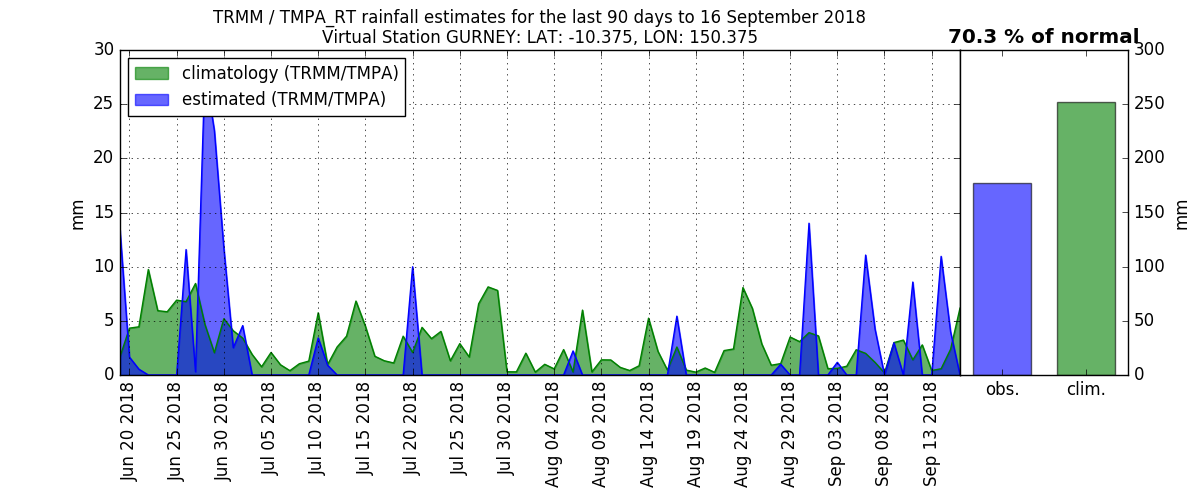 TRMM / TMPA_RT rainfall estimates for the last 90 days to 16 September 2018
Virtual Station GURNEY: LAT: -10.375, LON: 150.375
70.3 % of normal
climatology (TRMM/TMPA)
estimated (TRMM/TMPA)
30
25
20
15
10
5
0
mm
300
250
200
150
100
50
0
mm
Jun 20 2018
Jun 25 2018
Jun 30 2018
Jul 05 2018
Jul 10 2018
Jul 15 2018
Jul 20 2018
Jul 25 2018
Jul 30 2018
Aug 04 2018
Aug 09 2018
Aug 14 2018
Aug 19 2018
Aug 24 2018
Aug 29 2018
Sep 03 2018
Sep 08 2018
Sep 13 2018
obs.
clim.